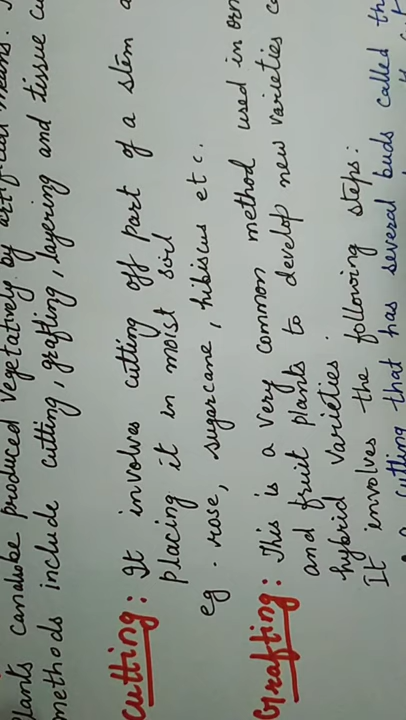 Plants can also be produced vegetatively by artificial means.
methods include cutting, grafting, layering and tissue
Cutting: It involves cutting off part of a stem
placing it in moist soil
eg. rose, sugarcane, hibiscus etc.
Grafting: This is a very common method used in
and fruit plants to develop new varieties
hybrid varieties.
It involves the following steps:
cutting that has several buds called